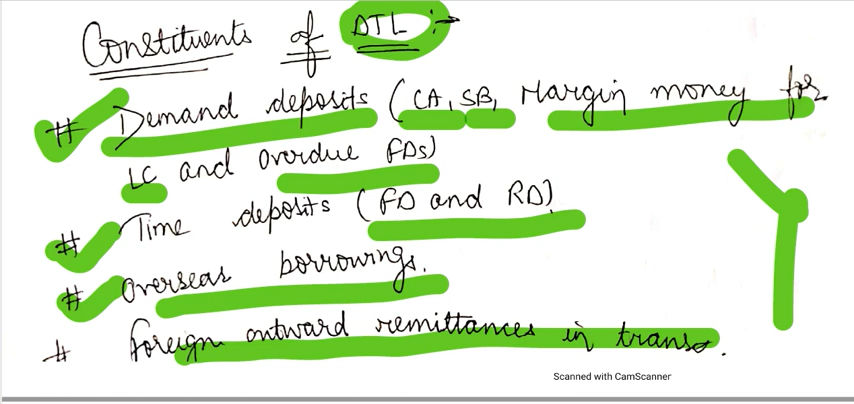 Constituents of DTL :→
# Demand deposits (CA, SB, Margin money for
LC and Overdue FDs)
# Time deposits (FD and RD)
# Overseas borrowings.
# Foreign outward remittances in trans.
Scanned with CamScanner